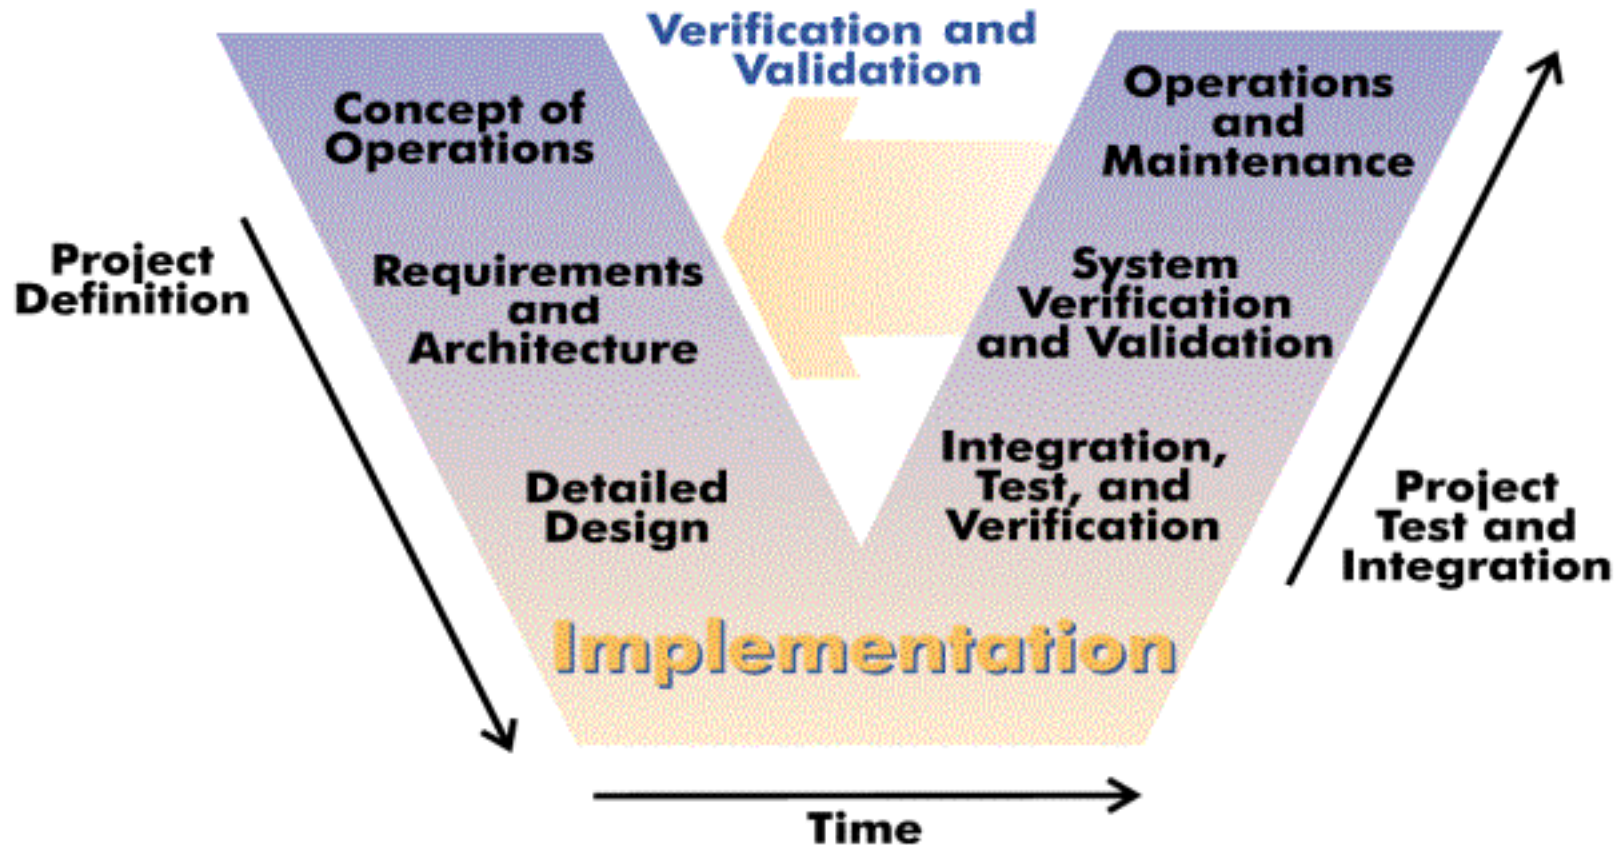 Verification and
Validation
Concept of
Operations
Operations
and
Maintenance
Project
Definition
Requirements
and
Architecture
System
Verification
and Validation
Detailed
Design
Integration,
Test, and
Verification
Project
Test and
Integration
Implementation
Time